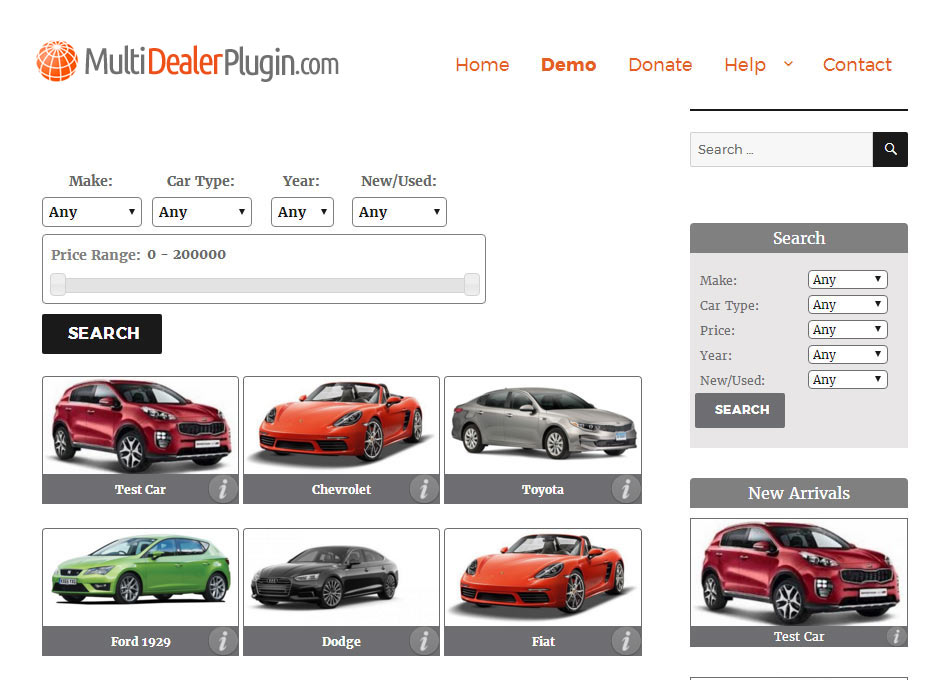 MultiDealerPlugin.com
Home Demo Donate Help Contact
Search ...
Make: Car Type: Year: New/Used:
Any Any Any Any
Price Range: 0 - 200000
SEARCH
Test Car Chevrolet Toyota
Ford 1929 Dodge Fiat
Search
Make: Any
Car Type: Any
Price: Any
Year: Any
New/Used: Any
SEARCH
New Arrivals
Test Car